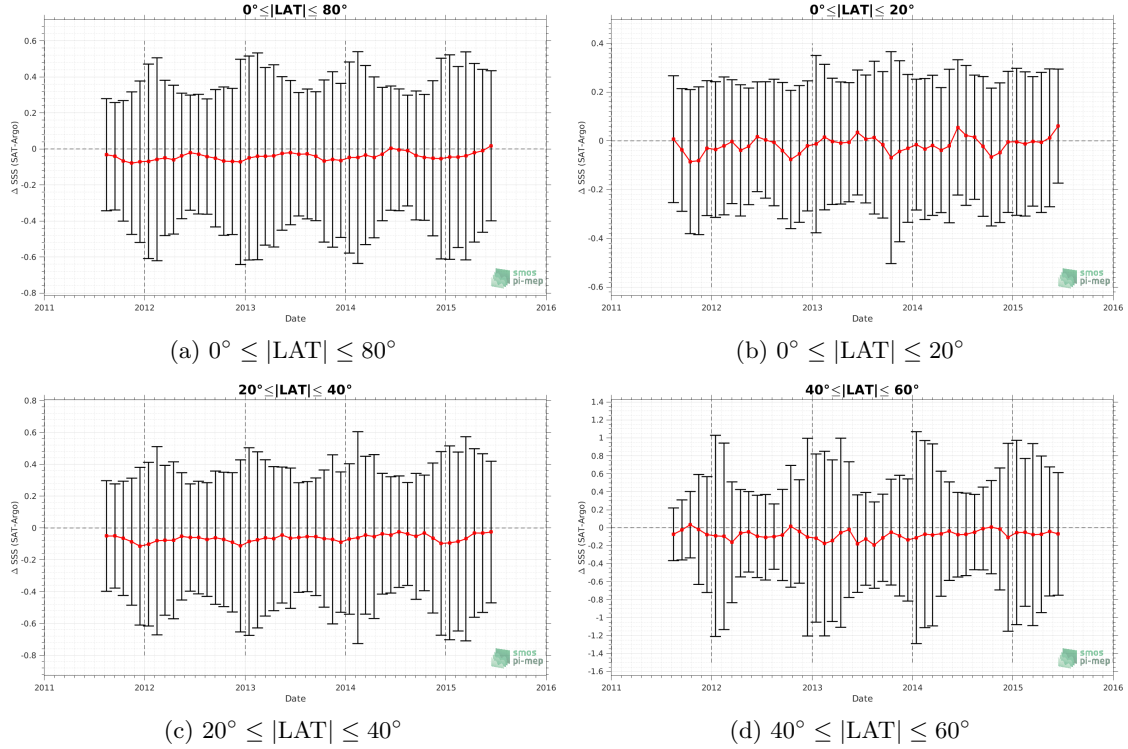 0°≤|LAT|≤ 80°
0.6
0.4
0.2
0
-0.2
-0.4
-0.6
-0.8
Δ SSS (SAT-Argo)
2011
2012
2013
2014
2015
2016
Date
smos
pi-mep
(a) 0° ≤ |LAT| ≤ 80°
0°≤|LAT|≤ 20°
0.4
0.2
0
-0.2
-0.4
-0.6
Δ SSS (SAT-Argo)
2011
2012
2013
2014
2015
2016
Date
smos
pi-mep
(b) 0° ≤ |LAT| ≤ 20°
20°≤|LAT|≤ 40°
0.8
0.6
0.4
0.2
0
-0.2
-0.4
-0.6
-0.8
Δ SSS (SAT-Argo)
2011
2012
2013
2014
2015
2016
Date
smos
pi-mep
(c) 20° ≤ |LAT| ≤ 40°
40°≤|LAT|≤ 60°
1.4
1.2
1
0.8
0.6
0.4
0.2
0
-0.2
-0.4
-0.6
-0.8
-1
-1.2
-1.4
-1.6
Δ SSS (SAT-Argo)
2011
2012
2013
2014
2015
2016
Date
smos
pi-mep
(d) 40° ≤ |LAT| ≤ 60°